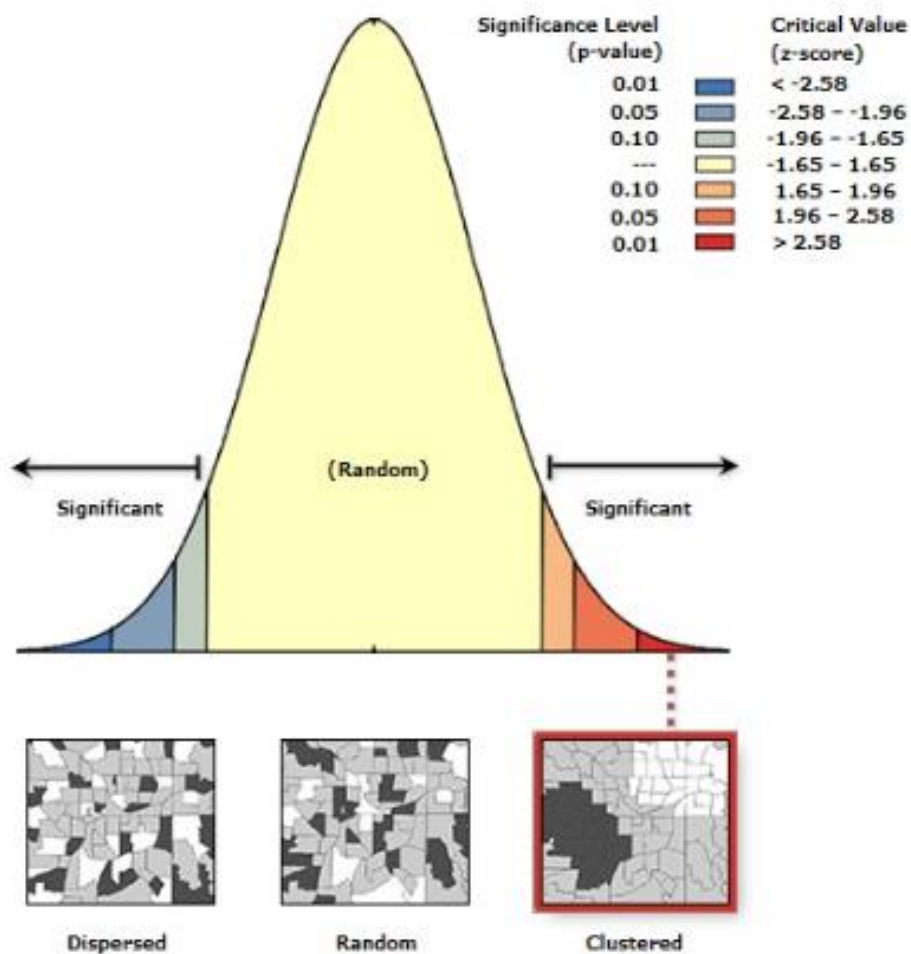 Significance Level Critical Value
(p-value) (z-score)
0.01 < -2.58
0.05 -2.58 – -1.96
0.10 -1.96 – -1.65
--- -1.65 – 1.65
0.10 1.65 – 1.96
0.05 1.96 – 2.58
0.01 > 2.58
(Random)
Significant Significant
Dispersed Random Clustered